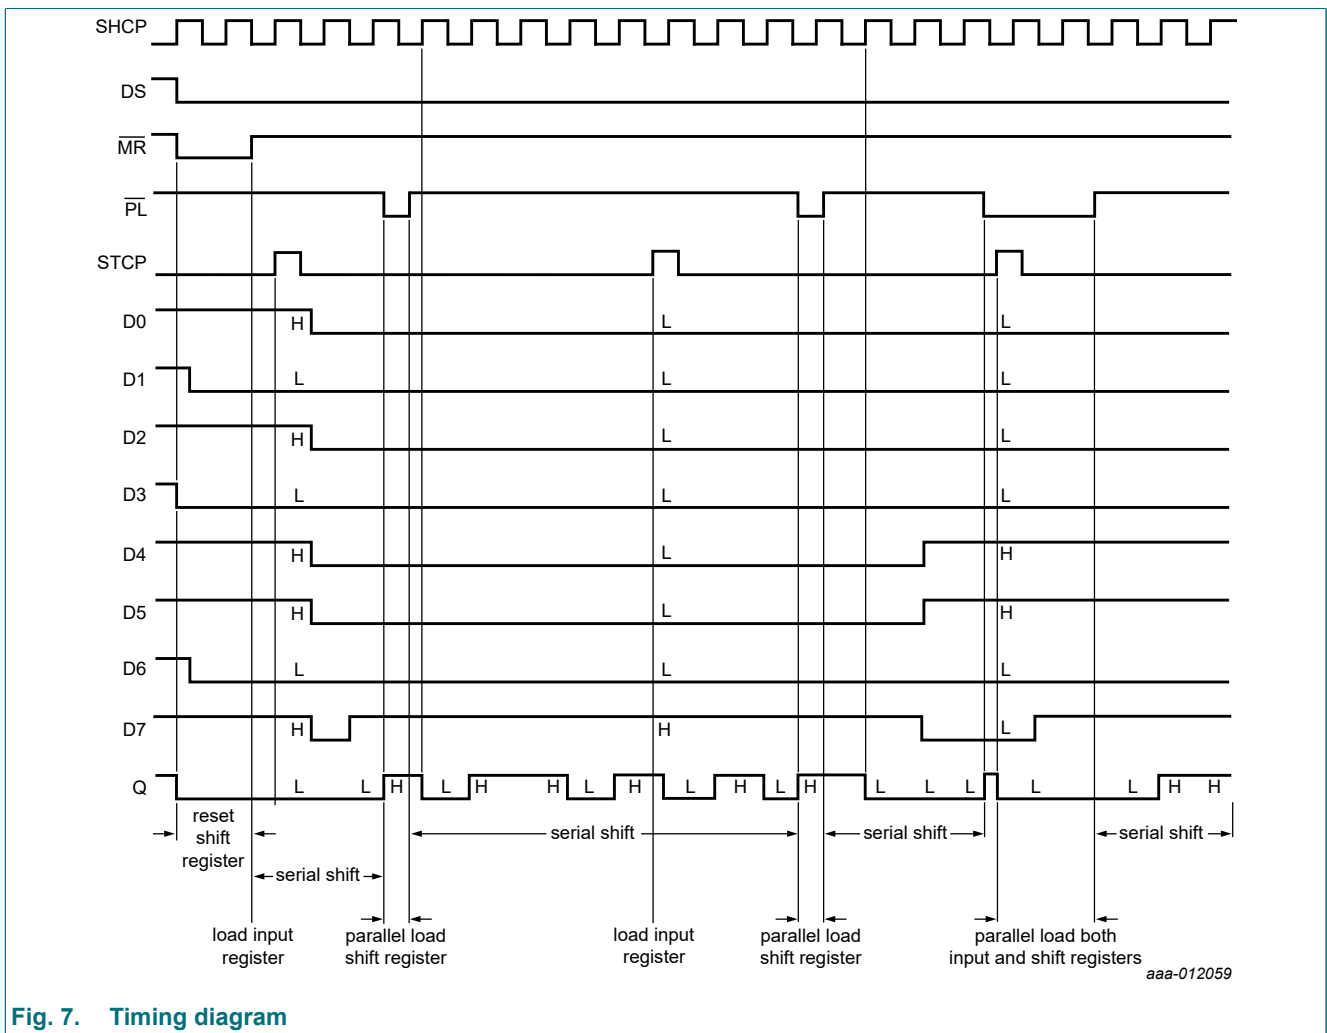 SHCP
DS
MR
PL
STCP
D0 H L L
D1 L L L
D2 H L L
D3 L L L
D4 H L H
D5 H L H
D6 L L L
D7 H H L
Q L L H L H H L H L H L H L L L L L H H
reset
shift
register
serial shift
serial shift
serial shift
serial shift
load input
register
parallel load
shift register
load input
register
parallel load
shift register
parallel load both
input and shift registers
aaa-012059
Fig. 7. Timing diagram